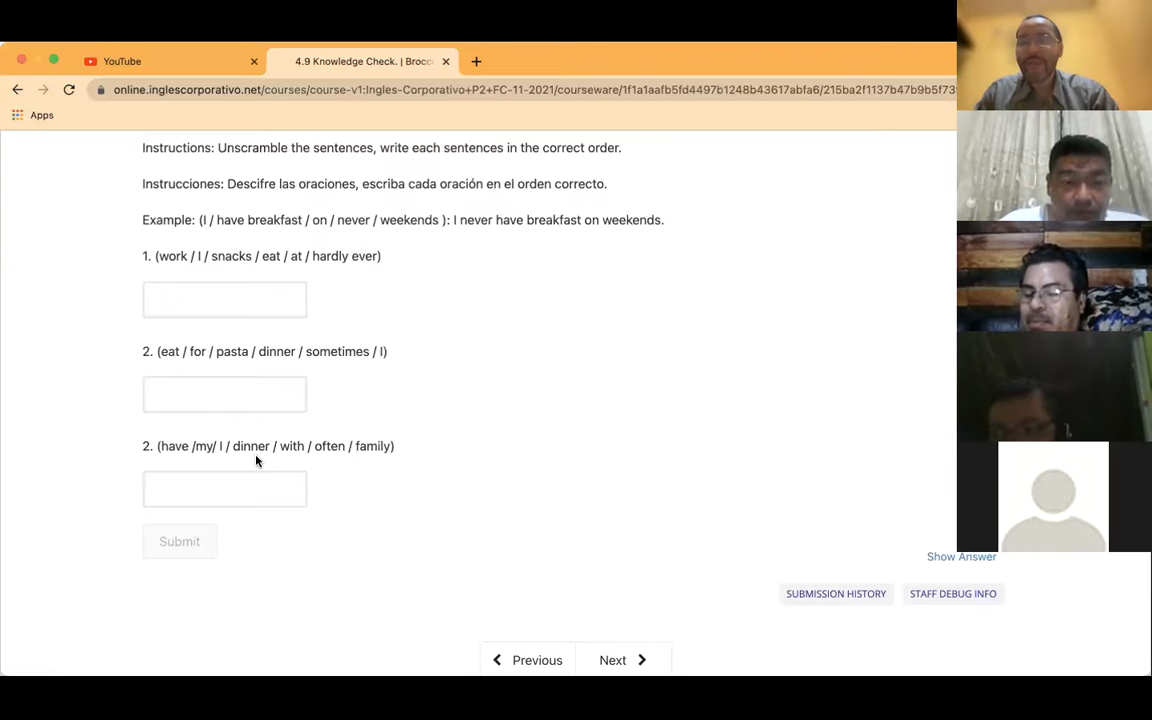 YouTube
4.9 Knowledge Check. | Brocc
online.inglescorporativo.net/courses/course-v1:Ingles-Corporativo+P2+FC-11-2021/courseware/1f1a1aafb5fd4497b1248b43617abfa6/215ba2f1137b47b9b5f73
Apps
Instructions: Unscramble the sentences, write each sentences in the correct order.
Instrucciones: Descifre las oraciones, escriba cada oración en el orden correcto.
Example: (I / have breakfast / on / never / weekends ): I never have breakfast on weekends.
1. (work / I / snacks / eat / at / hardly ever)
2. (eat / for / pasta / dinner / sometimes / I)
2. (have /my/ I / dinner / with / often / family)
Submit
Show Answer
SUBMISSION HISTORY
STAFF DEBUG INFO
Previous
Next